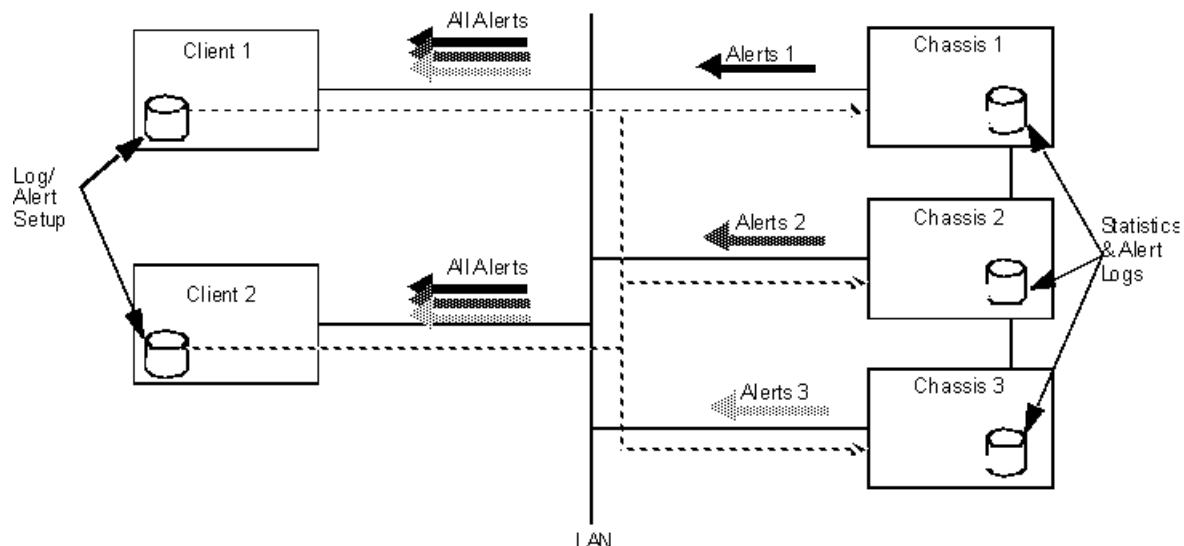 All Alerts
Client 1
Alerts 1
Chassis 1
Log/
Alert
Setup
Alerts 2
Chassis 2
Statistics
& Alert
Logs
All Alerts
Client 2
Alerts 3
Chassis 3
LAN